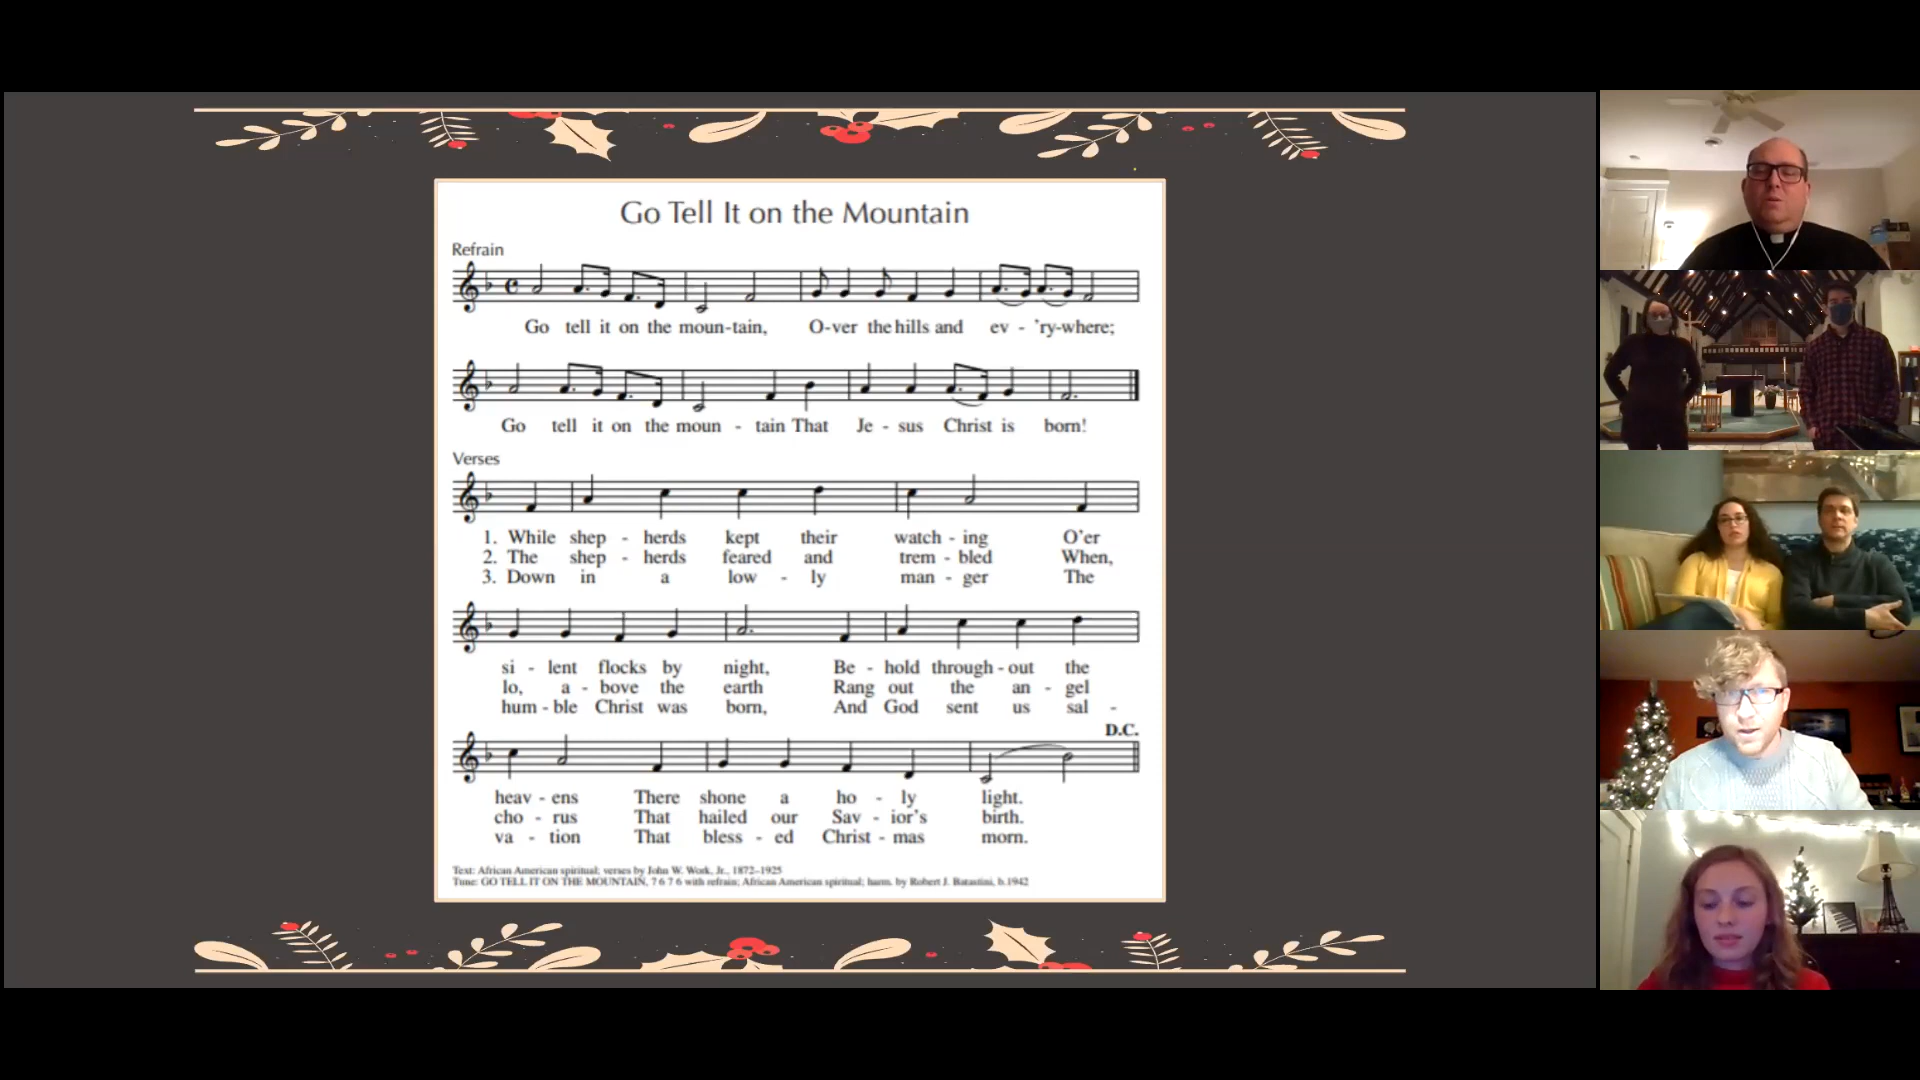 Go Tell It on the Mountain
Refrain
Go tell it on the moun-tain, O-ver the hills and ev - 'ry-where;
Go tell it on the moun - tain That Je - sus Christ is born!
Verses
1. While shep - herds kept their watch - ing O'er
2. The shep - herds feared and trem - bled When,
3. Down in a low - ly man - ger The
si - lent flocks by night, Be - hold through - out the
lo, a - bove the earth Rang out the an - gel
hum - ble Christ was born, And God sent us sal -
D.C.
heav - ens There shone a ho - ly light.
cho - rus That hailed our Sav - ior's birth.
va - tion That bless - ed Christ - mas morn.
Text: African American spiritual; verses by John W. Work, Jr., 1872–1925
Tune: GO TELL IT ON THE MOUNTAIN, 7 6 7 6 with refrain; African American spiritual; harm. by Robert J. Batastini, b.1942